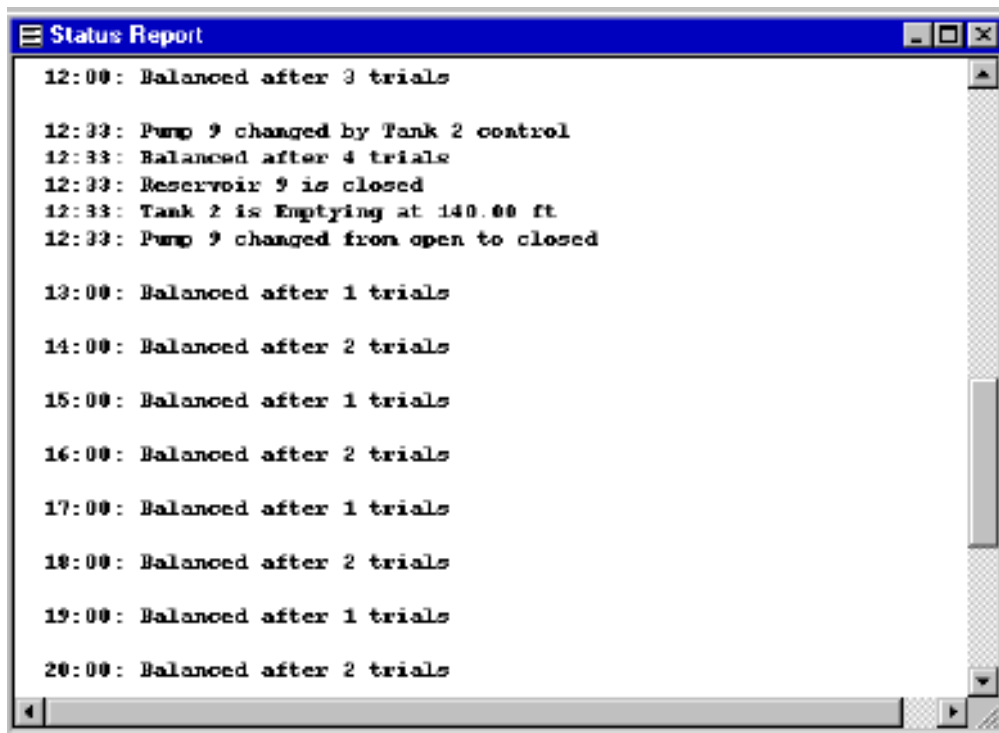 Status Report
12:00: Balanced after 3 trials
12:33: Pump 9 changed by Tank 2 control
12:33: Balanced after 4 trials
12:33: Reservoir 9 is closed
12:33: Tank 2 is Emptying at 140.00 ft
12:33: Pump 9 changed from open to closed
13:00: Balanced after 1 trials
14:00: Balanced after 2 trials
15:00: Balanced after 1 trials
16:00: Balanced after 2 trials
17:00: Balanced after 1 trials
18:00: Balanced after 2 trials
19:00: Balanced after 1 trials
20:00: Balanced after 2 trials